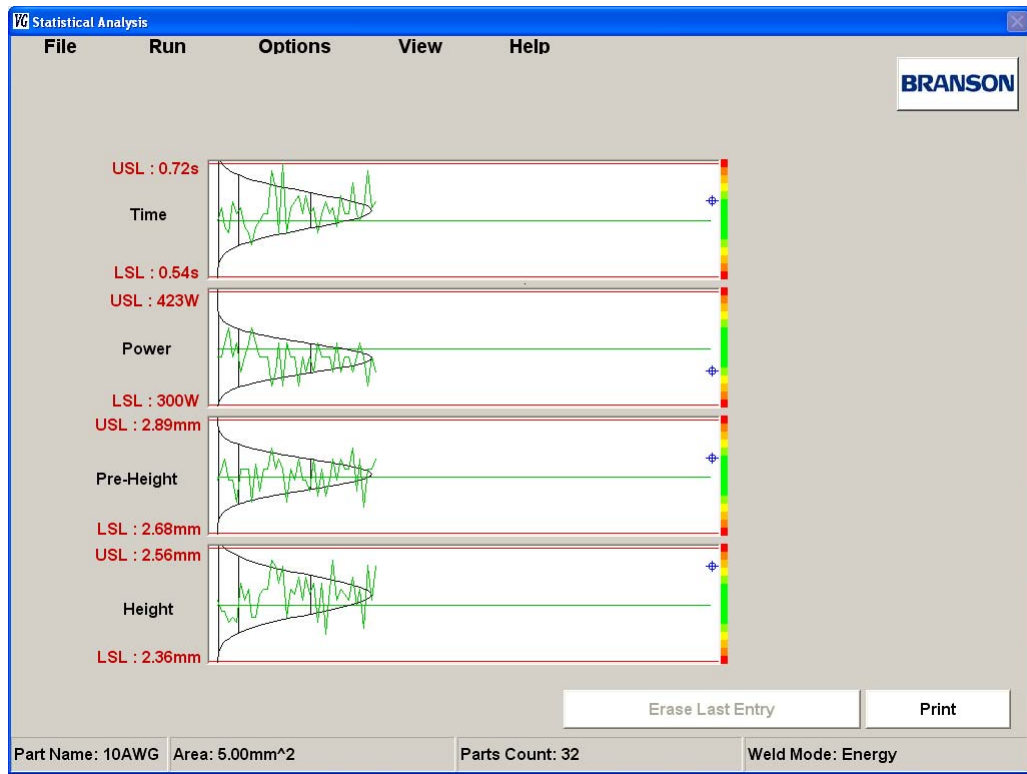 VG Statistical Analysis
File Run Options View Help
BRANSON
USL : 0.72s
Time
LSL : 0.54s
USL : 423W
Power
LSL : 300W
USL : 2.89mm
Pre-Height
LSL : 2.68mm
USL : 2.56mm
Height
LSL : 2.36mm
Erase Last Entry Print
Part Name: 10AWG Area: 5.00mm^2 Parts Count: 32 Weld Mode: Energy